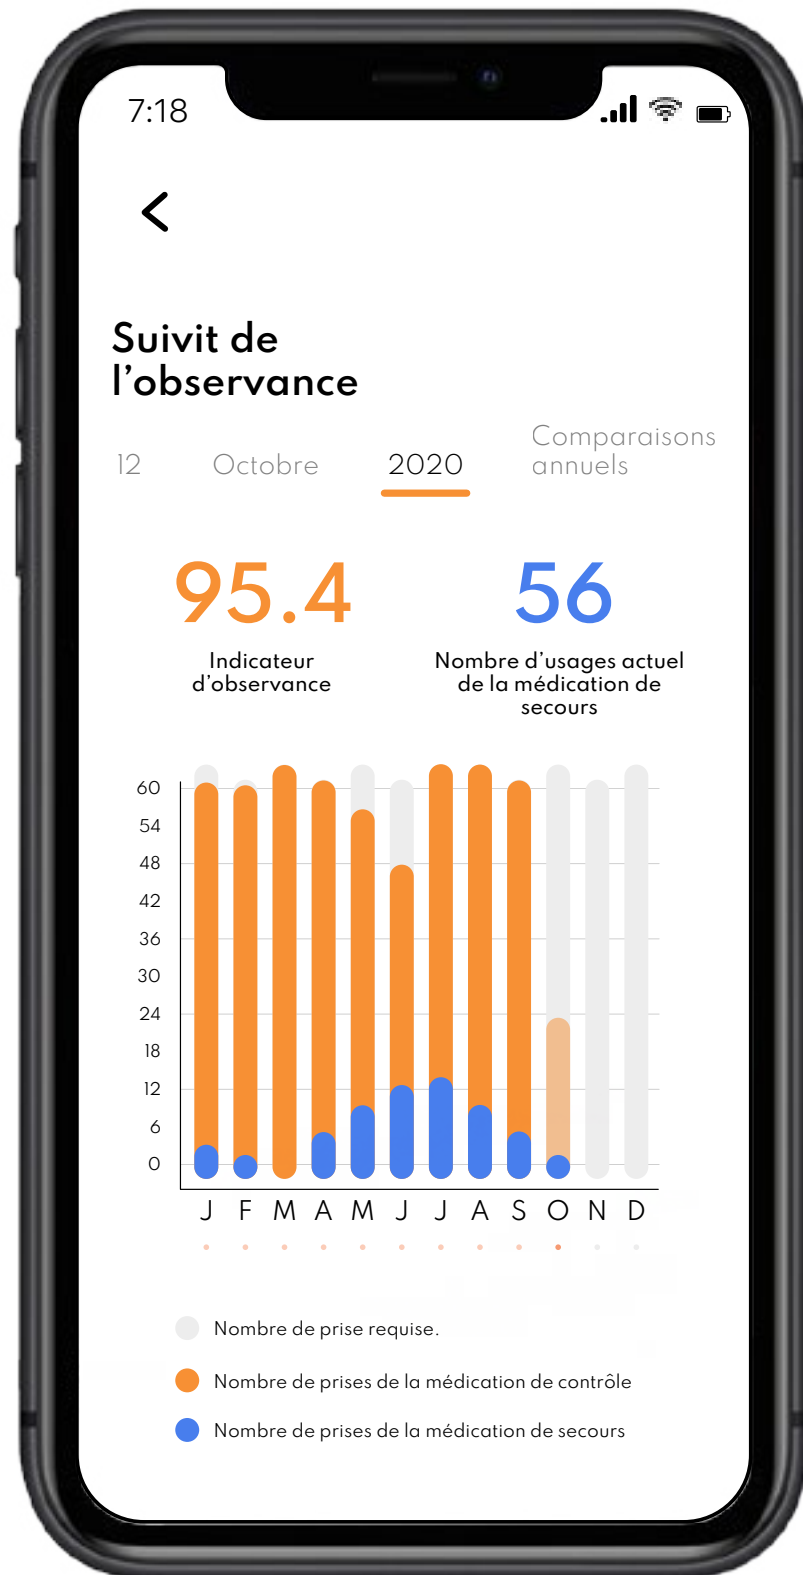 7:18
Suivit de
l'observance
12 Octobre 2020 Comparaisons
annuels
95.4 56
Indicateur
d'observance
Nombre d'usages actuel
de la médication de
secours
60
54
48
42
36
30
24
18
12
6
0
J F M A M J J A S O N D
Nombre de prise requise.
Nombre de prises de la médication de contrôle
Nombre de prises de la médication de secours